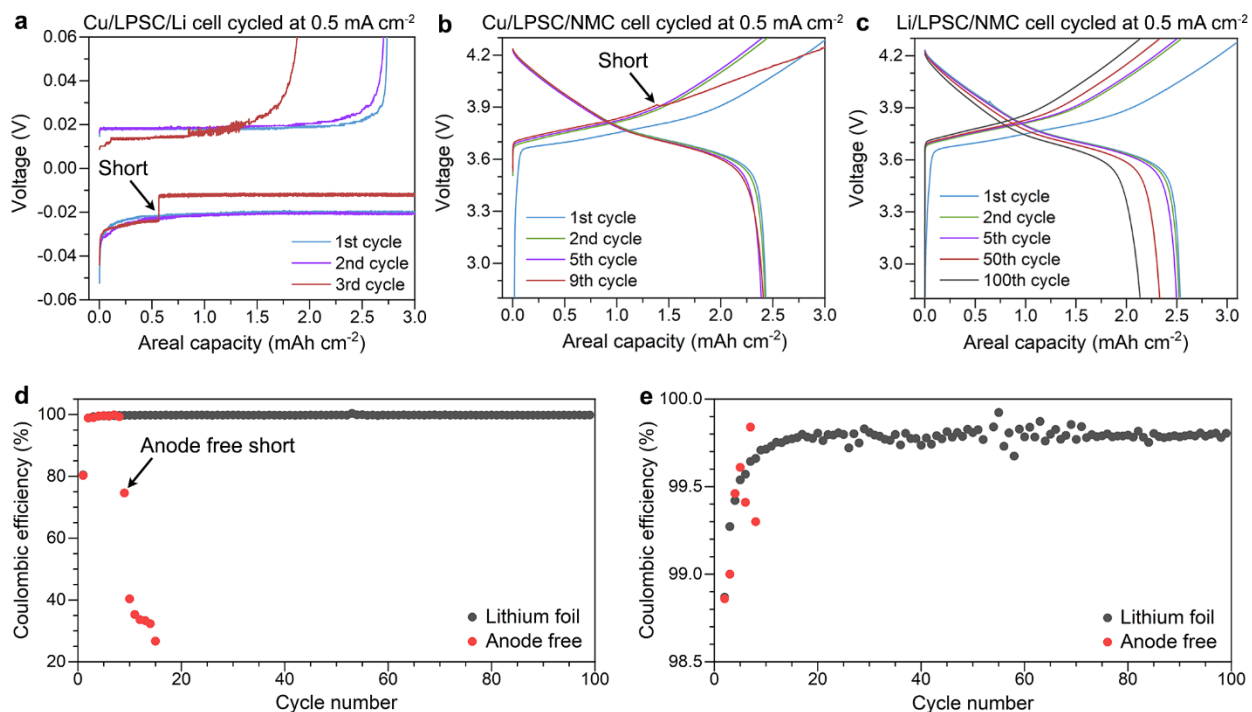 a Cu/LPSC/Li cell cycled at 0.5 mA cm⁻²
0.06
0.04
0.02
0.00
-0.02
-0.04
-0.06
Voltage (V)
Short
1st cycle
2nd cycle
3rd cycle
0.0 0.5 1.0 1.5 2.0 2.5 3.0
Areal capacity (mAh cm⁻²)
b Cu/LPSC/NMC cell cycled at 0.5 mA cm⁻²
4.2
3.9
3.6
3.3
3.0
Voltage (V)
Short
1st cycle
2nd cycle
5th cycle
9th cycle
0.0 0.5 1.0 1.5 2.0 2.5 3.0
Areal capacity (mAh cm⁻²)
c Li/LPSC/NMC cell cycled at 0.5 mA cm⁻²
4.2
3.9
3.6
3.3
3.0
Voltage (V)
1st cycle
2nd cycle
5th cycle
50th cycle
100th cycle
0.0 0.5 1.0 1.5 2.0 2.5 3.0
Areal capacity (mAh cm⁻²)
d
100
80
60
40
20
Coulombic efficiency (%)
Anode free short
Lithium foil
Anode free
0 20 40 60 80 100
Cycle number
e
100.0
99.5
99.0
98.5
Coulombic efficiency (%)
Lithium foil
Anode free
0 20 40 60 80 100
Cycle number